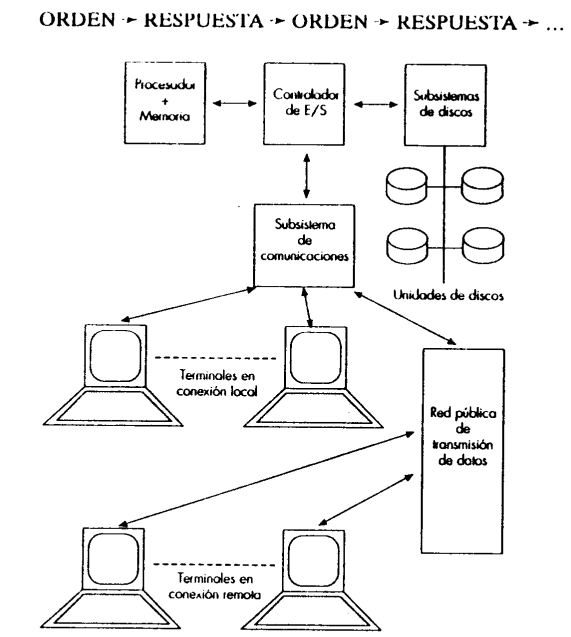 ORDEN → RESPUESTA → ORDEN → RESPUESTA → ...
Procesador
+
Memoria
Controlador
de E/S
Subsistemas
de discos
Subsistema
de
comunicaciones
Unidades de discos
Terminales en
conexión local
Red pública
de
transmisión
de datos
Terminales en
conexión remota